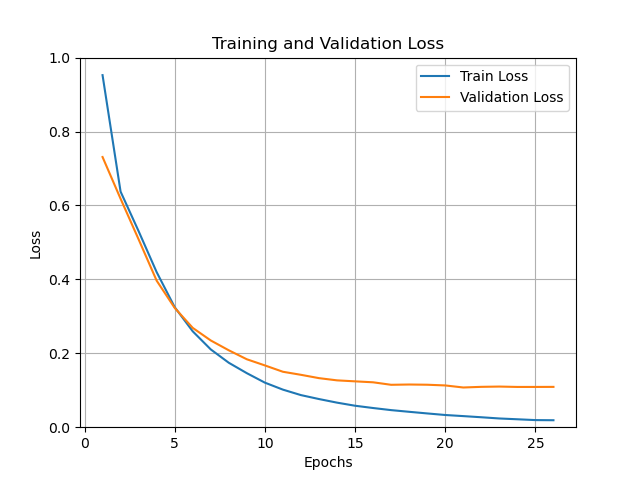 Training and Validation Loss
1.0
0.8
0.6
0.4
0.2
0.0
Loss
Train Loss
Validation Loss
0 5 10 15 20 25
Epochs